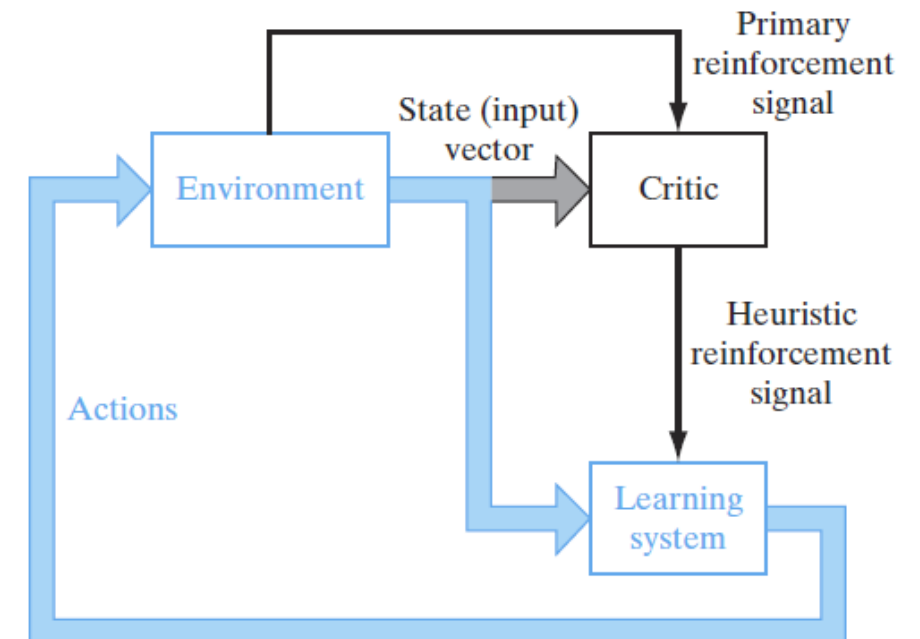 Primary
reinforcement
signal
State (input)
vector
Environment
Critic
Heuristic
reinforcement
signal
Actions
Learning
system